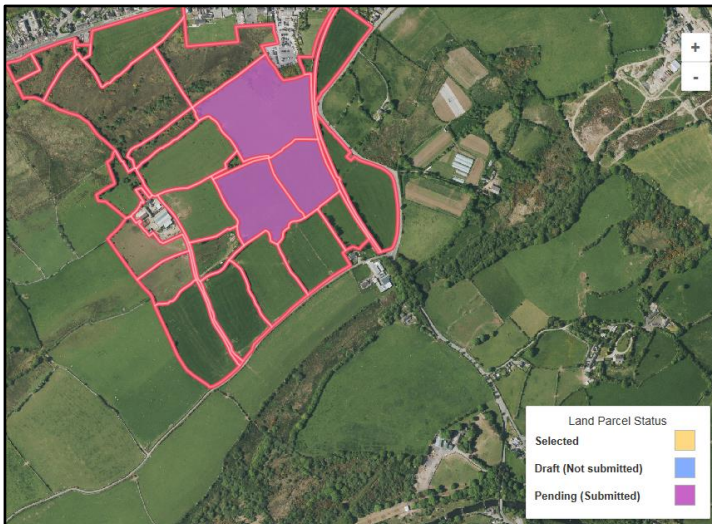 +
-
Land Parcel Status
Selected
Draft (Not submitted)
Pending (Submitted)